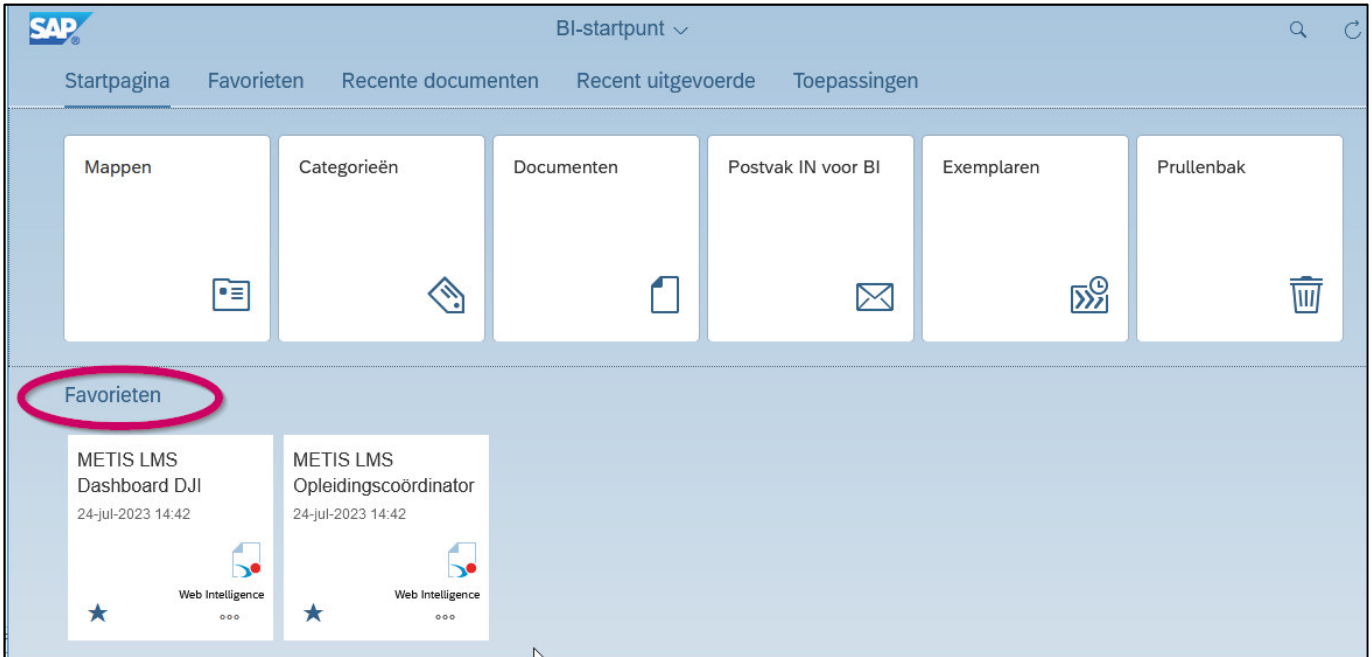 SAP®
BI-startpunt
Startpagina Favorieten Recente documenten Recent uitgevoerde Toepassingen
Mappen Categorieën Documenten Postvak IN voor BI Exemplaren Prullenbak
Favorieten
METIS LMS
Dashboard DJI
24-jul-2023 14:42
Web Intelligence
METIS LMS
Opleidingscoördinator
24-jul-2023 14:42
Web Intelligence